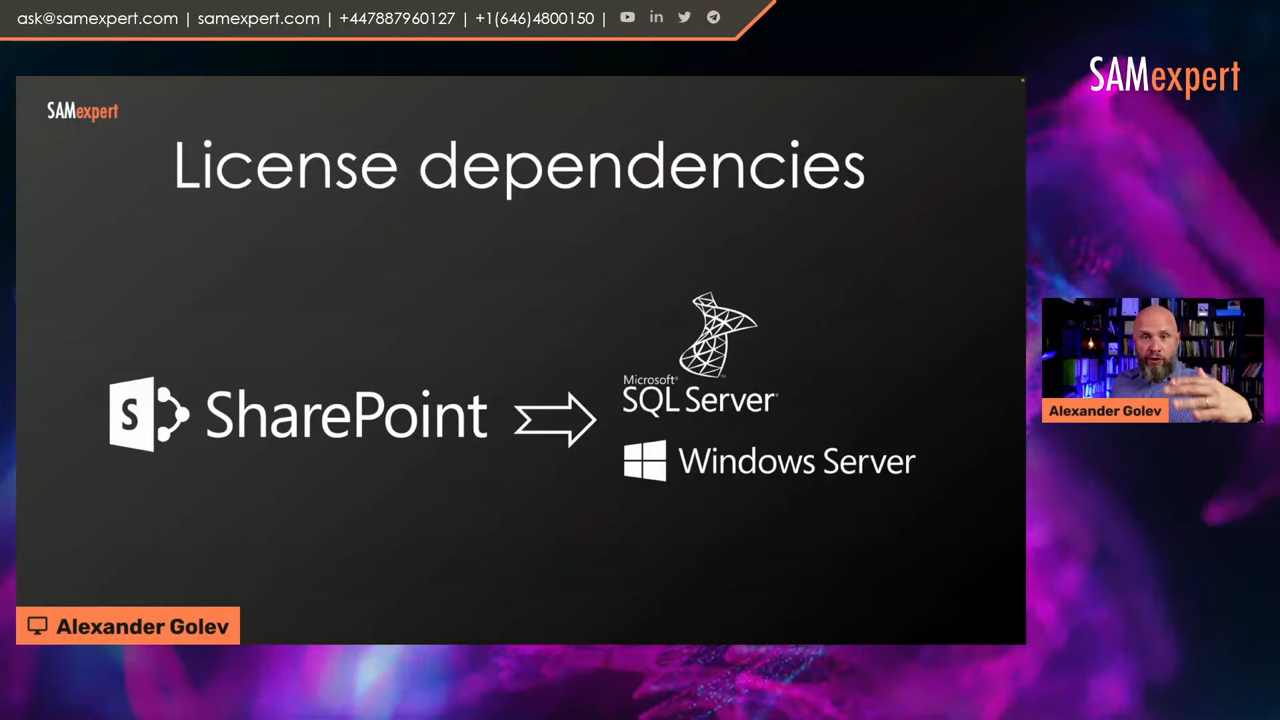 ask@samexpert.com | samexpert.com | +447887960127 | +1(646)4800150 |
SAMexpert
SAMexpert
License dependencies
S SharePoint
Microsoft®
SQL Server®
Windows Server
Alexander Golev
Alexander Golev